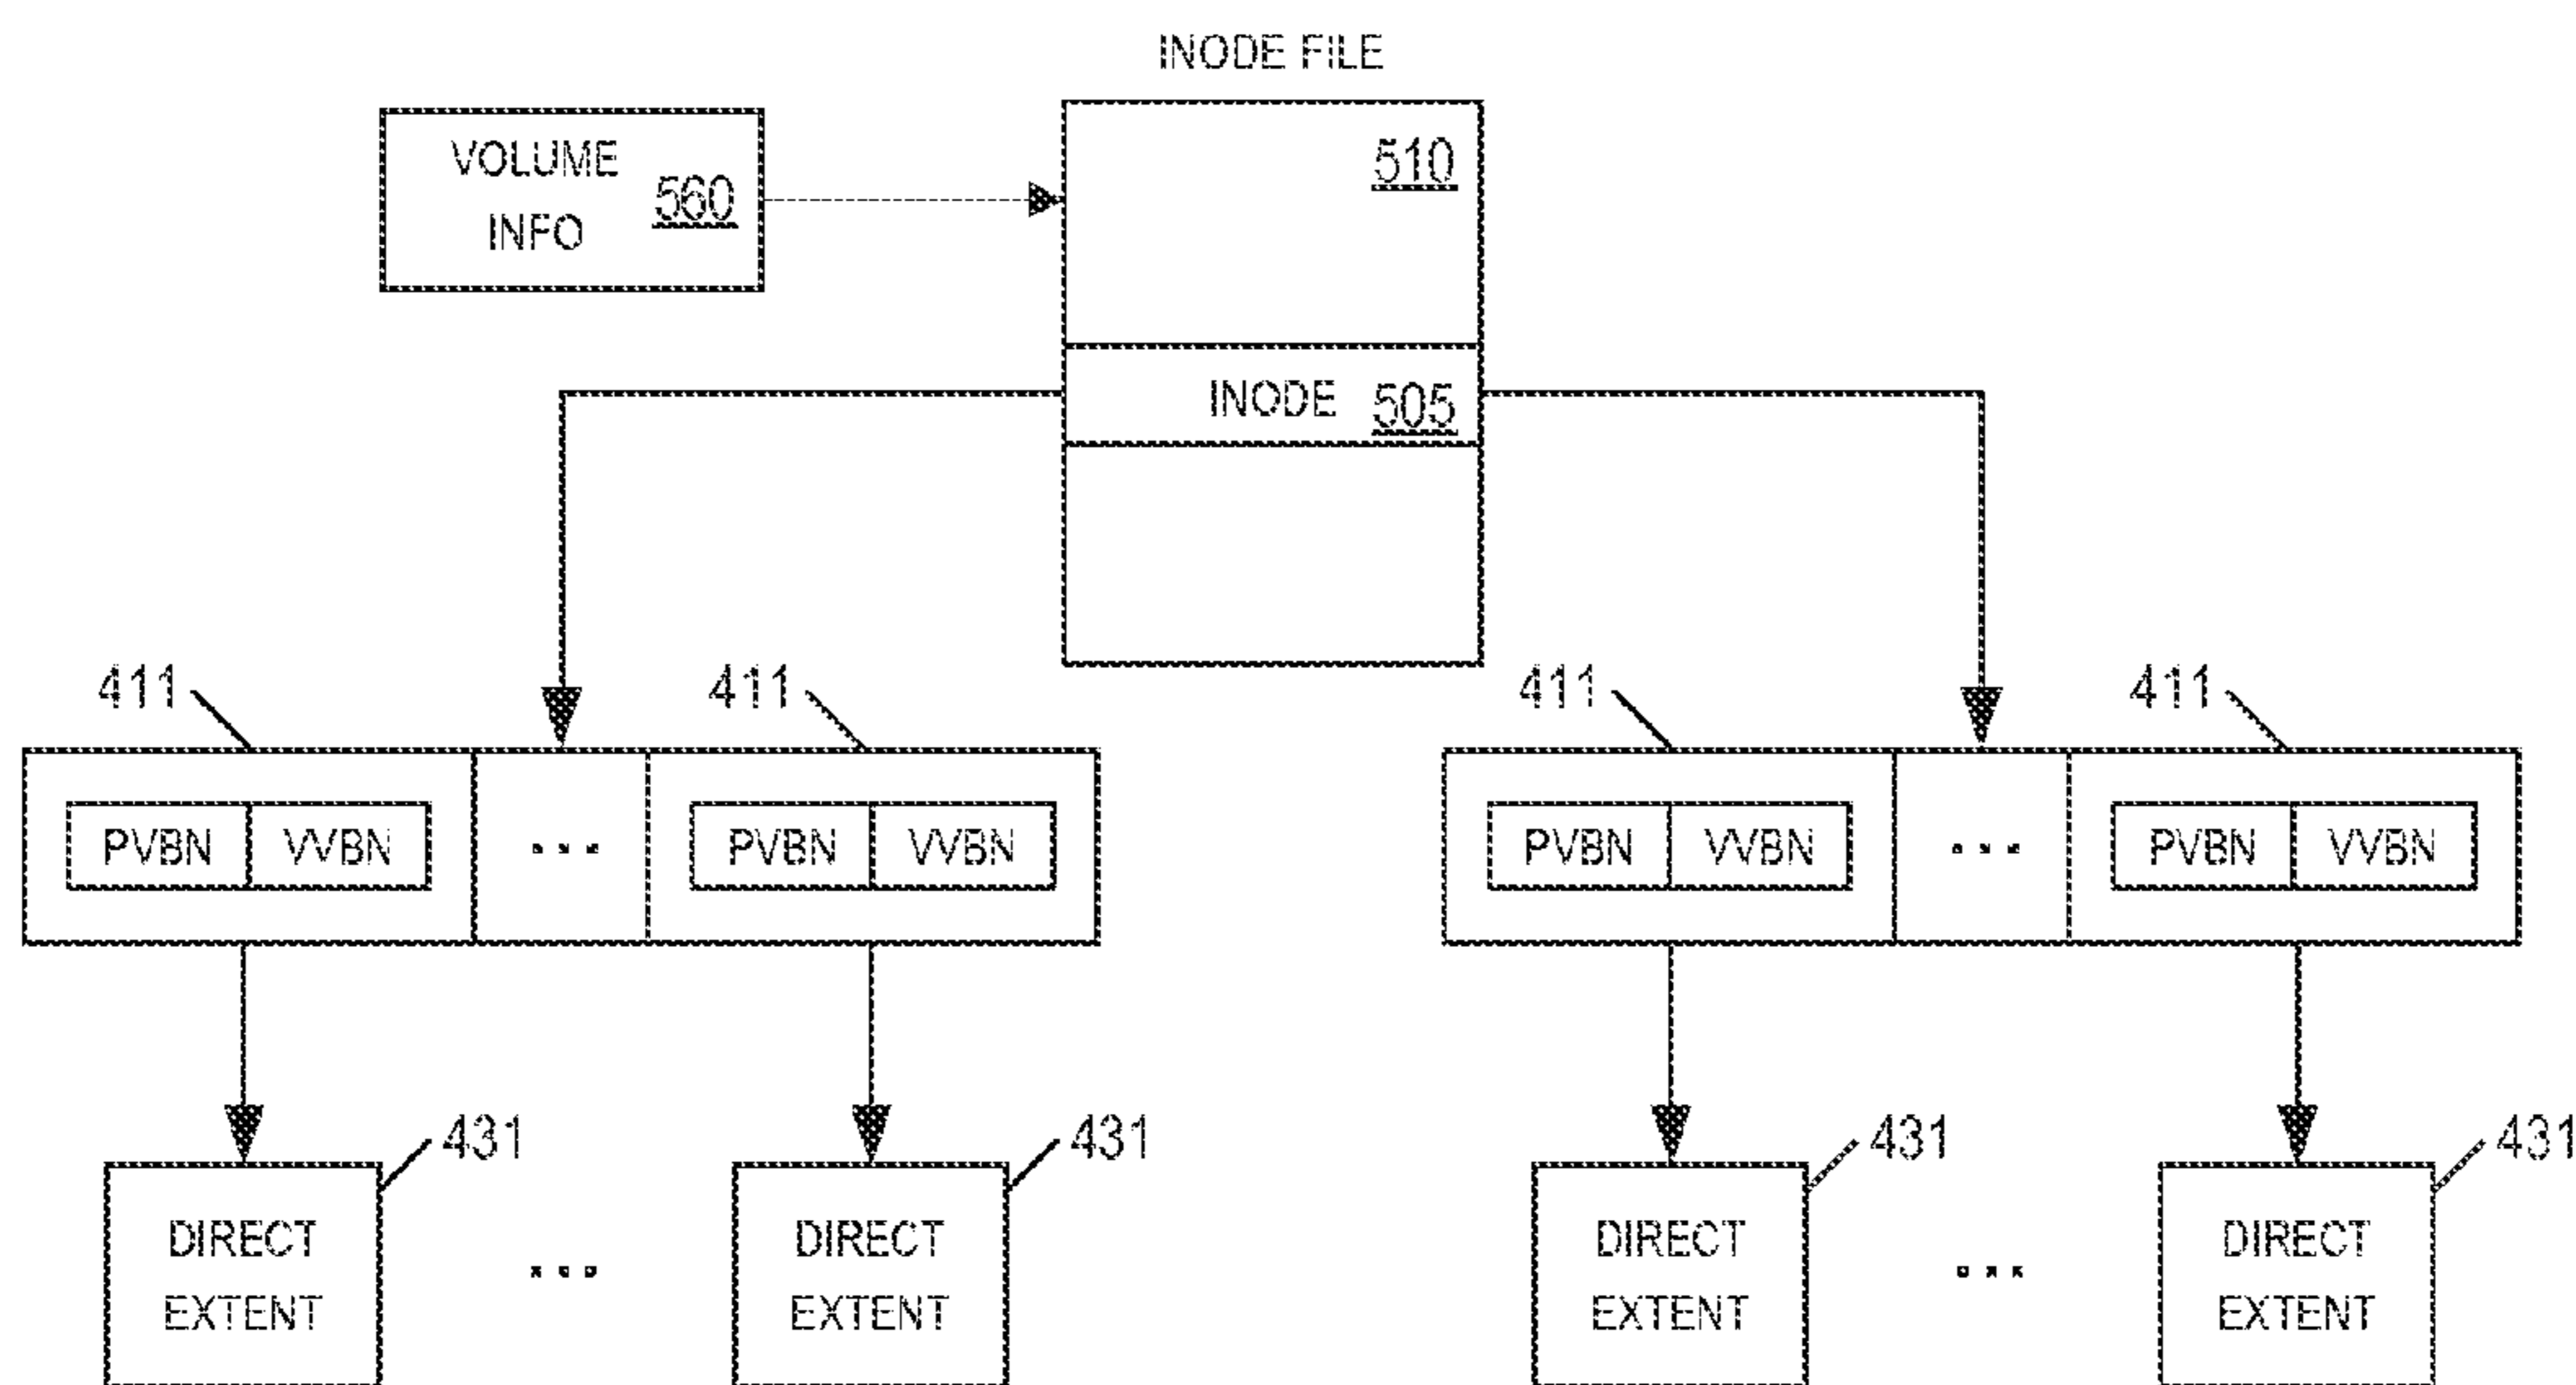 INODE FILE
VOLUME
INFO
560
510
INODE 505
411
411
411
411
PVBN VVBN ... PVBN VVBN
PVBN VVBN ... PVBN VVBN
431
431
431
431
DIRECT
EXTENT
...
DIRECT
EXTENT
DIRECT
EXTENT
...
DIRECT
EXTENT